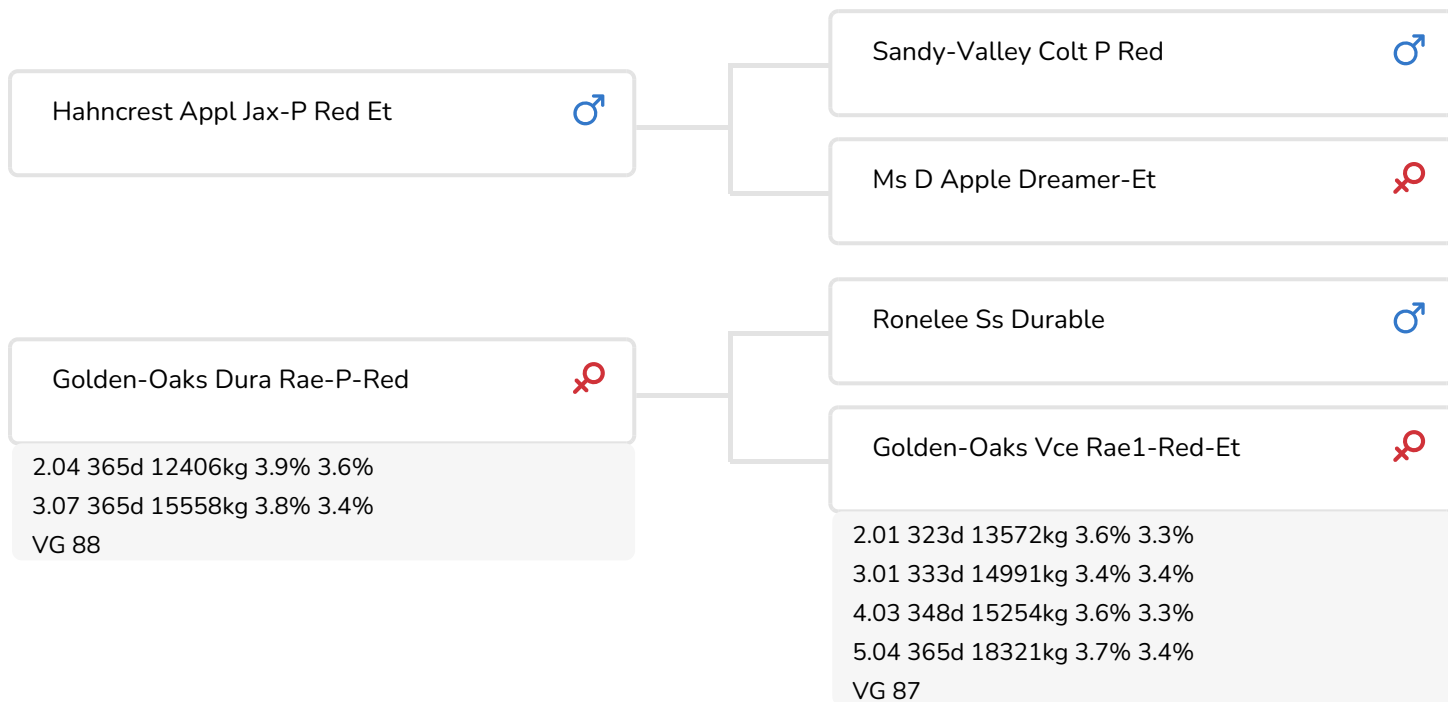 Hahncrest Appl Jax-P Red Et
Sandy-Valley Colt P Red
Ms D Apple Dreamer-Et
Golden-Oaks Dura Rae-P-Red
2.04 365d 12406kg 3.9% 3.6%
3.07 365d 15558kg 3.8% 3.4%
VG 88
Ronelee Ss Durable
Golden-Oaks Vce Rae1-Red-Et
2.01 323d 13572kg 3.6% 3.3%
3.01 333d 14991kg 3.4% 3.4%
4.03 348d 15254kg 3.6% 3.3%
5.04 365d 18321kg 3.7% 3.4%
VG 87